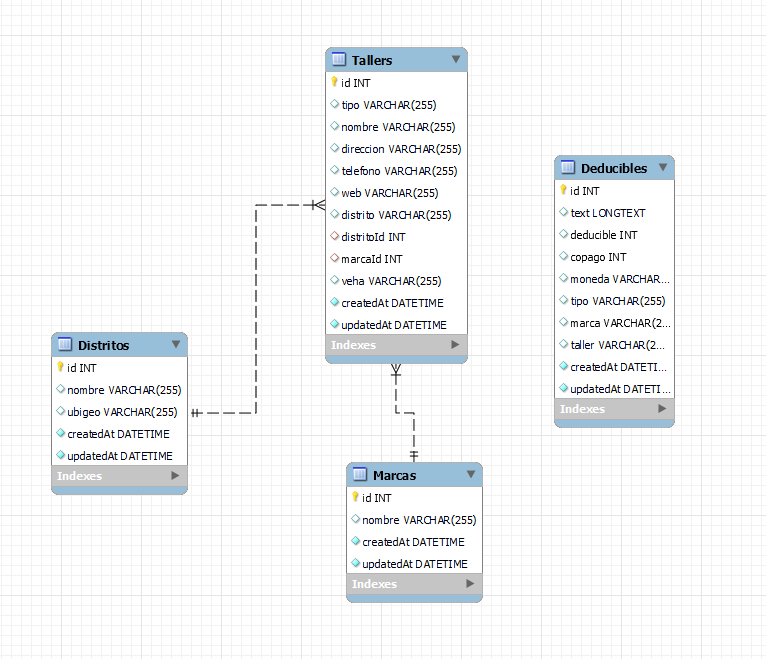 Tallers
id INT
tipo VARCHAR(255)
nombre VARCHAR(255)
direccion VARCHAR(255)
telefono VARCHAR(255)
web VARCHAR(255)
distrito VARCHAR(255)
distritoId INT
marcaId INT
veha VARCHAR(255)
createdAt DATETIME
updatedAt DATETIME
Indexes
Deducibles
id INT
text LONGTEXT
deducible INT
copago INT
moneda VARCHAR...
tipo VARCHAR(255)
marca VARCHAR(2...
taller VARCHAR(2...
createdAt DATETI...
updatedAt DATETI...
Indexes
Distritos
id INT
nombre VARCHAR(255)
ubigeo VARCHAR(255)
createdAt DATETIME
updatedAt DATETIME
Indexes
Marcas
id INT
nombre VARCHAR(255)
createdAt DATETIME
updatedAt DATETIME
Indexes